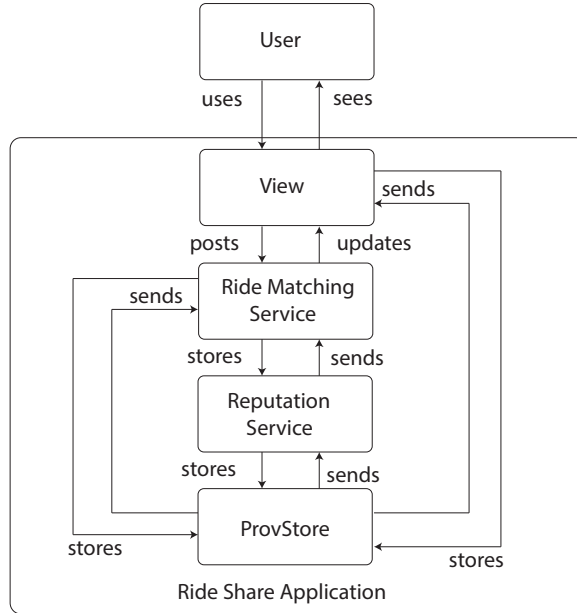 User
uses
sees
View
sends
posts
updates
Ride Matching
Service
sends
stores
sends
Reputation
Service
stores
sends
ProvStore
stores
stores
Ride Share Application